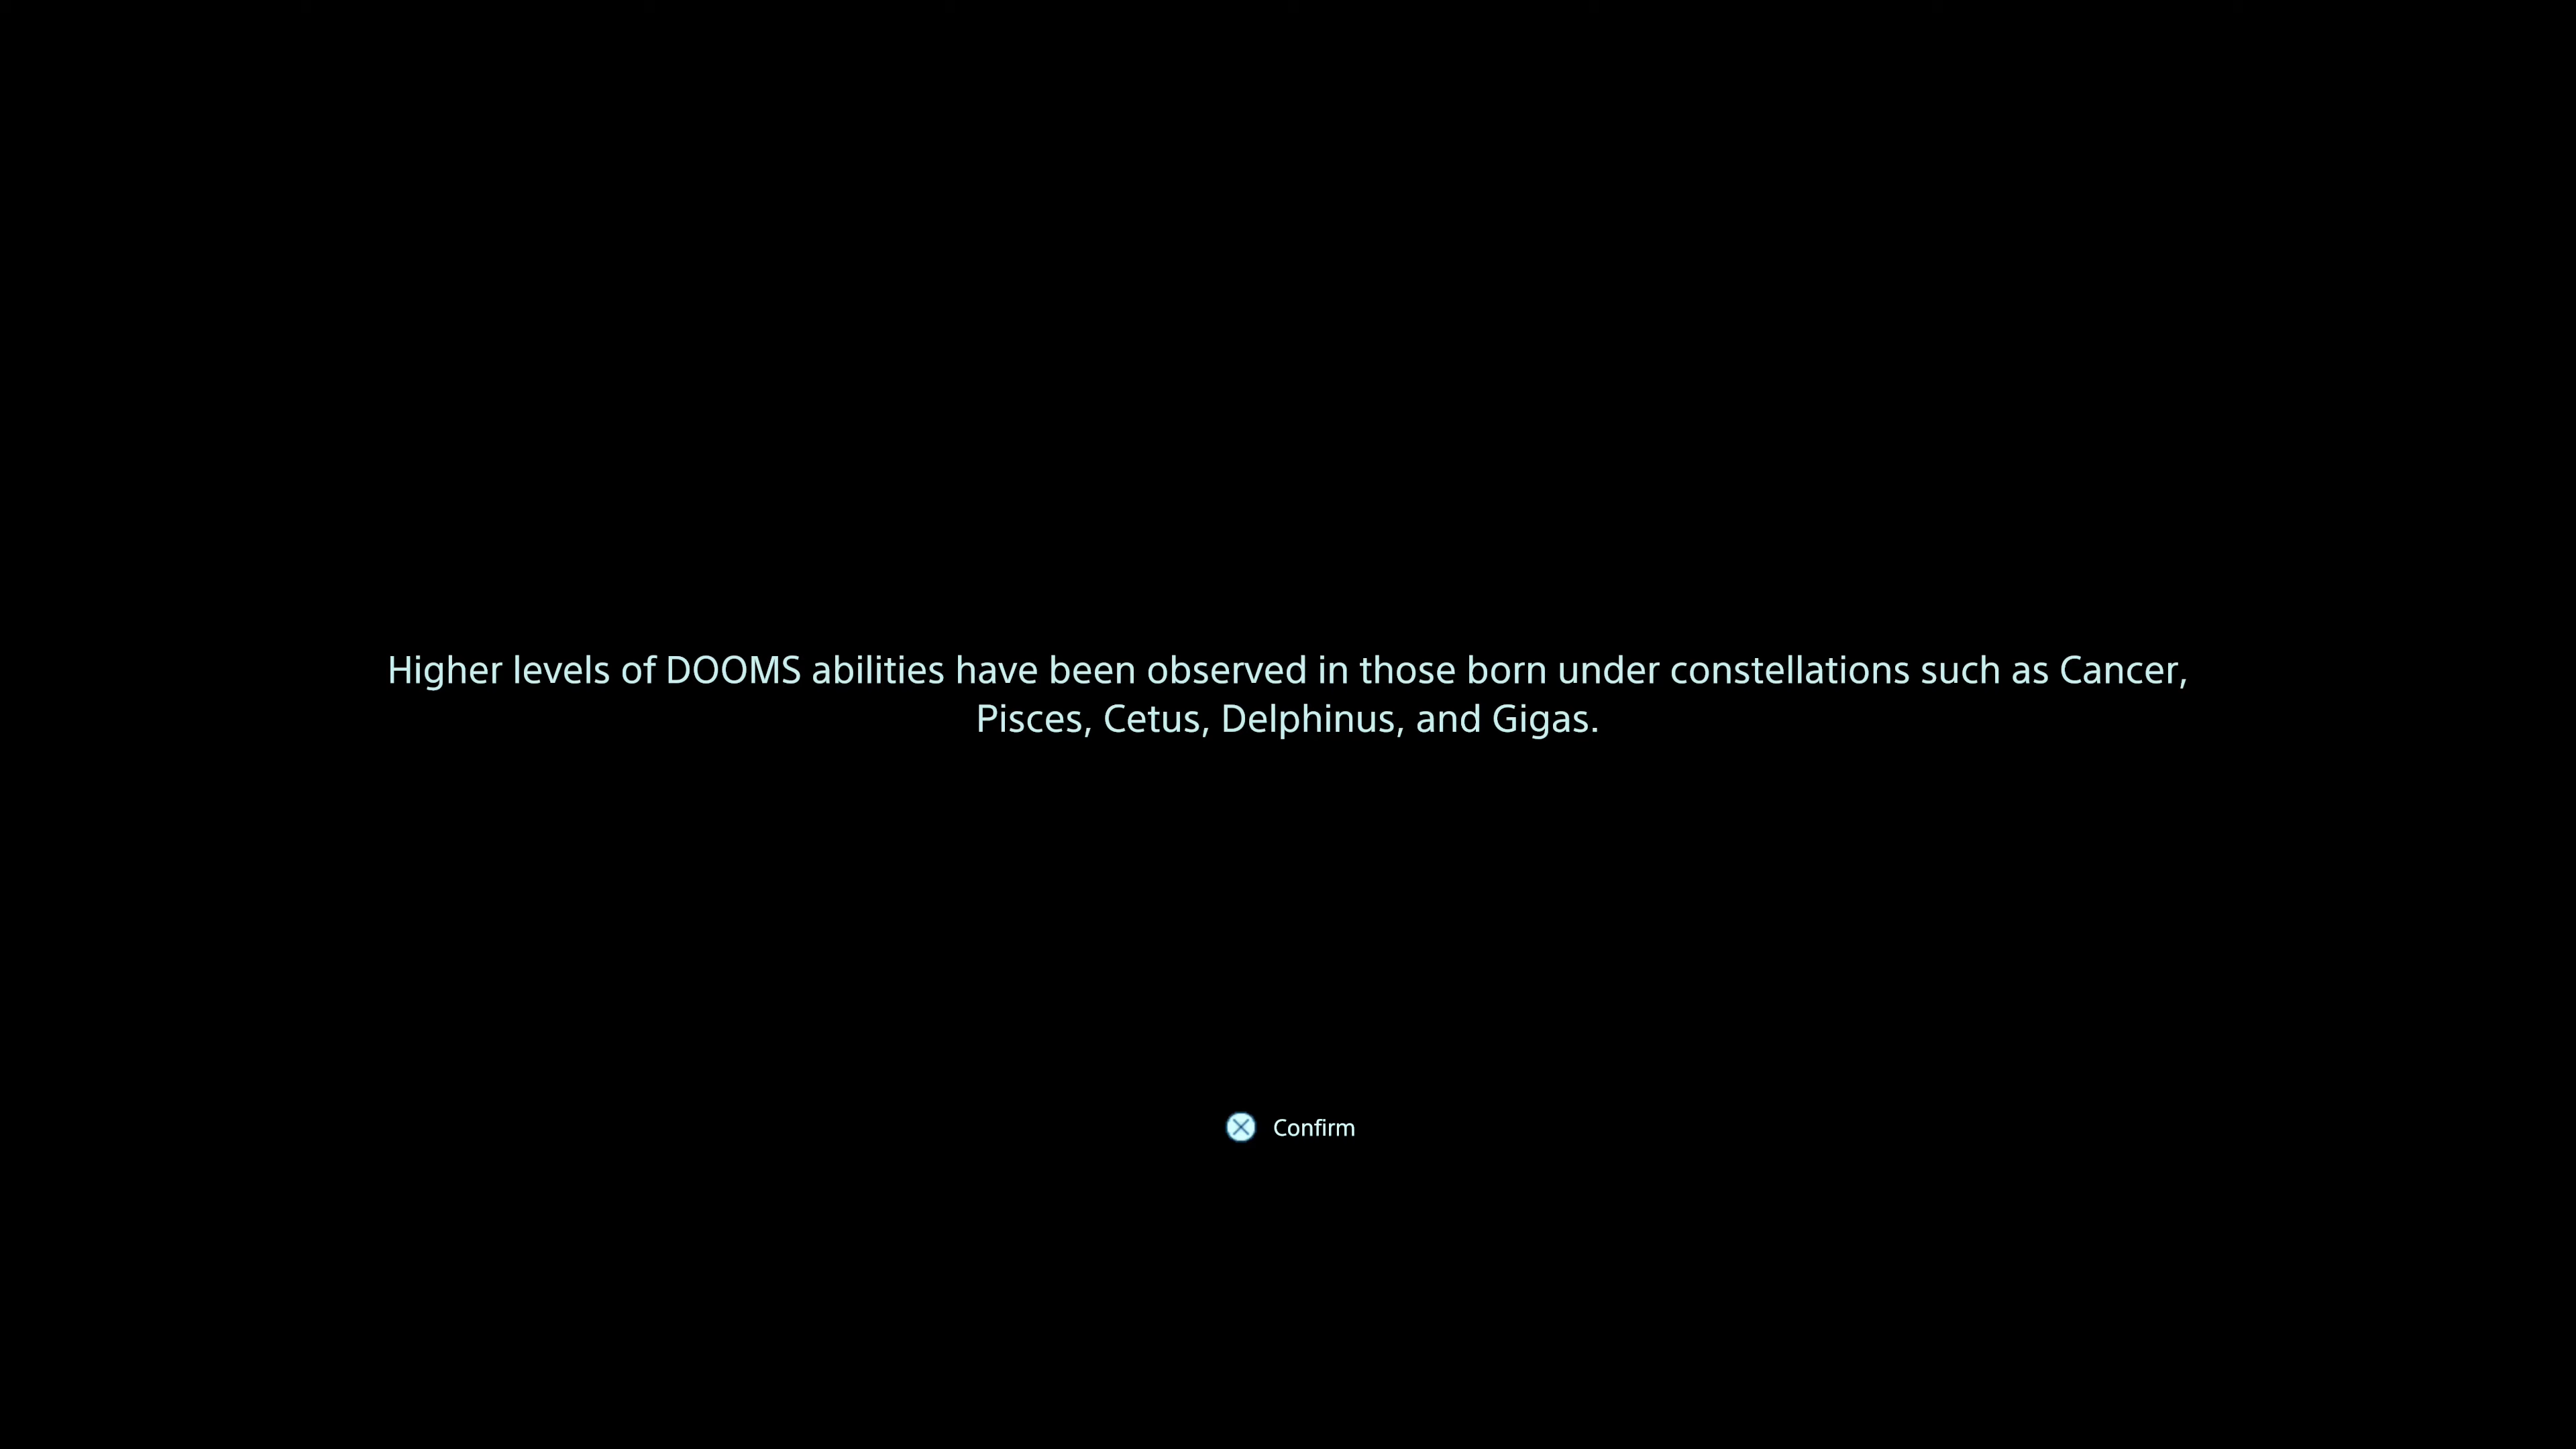 Higher levels of DOOMS abilities have been observed in those born under constellations such as Cancer,
Pisces, Cetus, Delphinus, and Gigas.
Confirm